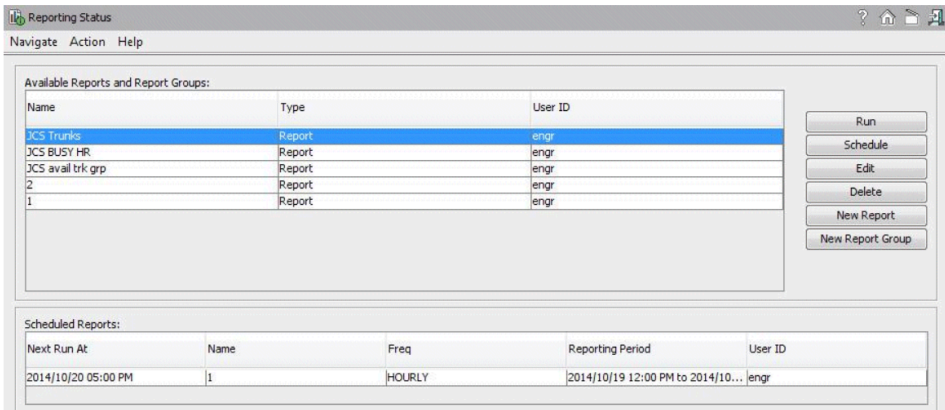 Reporting Status
Navigate Action Help
Available Reports and Report Groups:
Name Type User ID
JCS Trunks Report engr
JCS BUSY HR Report engr
JCS avail trk grp Report engr
2 Report engr
1 Report engr
Run
Schedule
Edit
Delete
New Report
New Report Group
Scheduled Reports:
Next Run At Name Freq Reporting Period User ID
2014/10/20 05:00 PM 1 HOURLY 2014/10/19 12:00 PM to 2014/10... engr